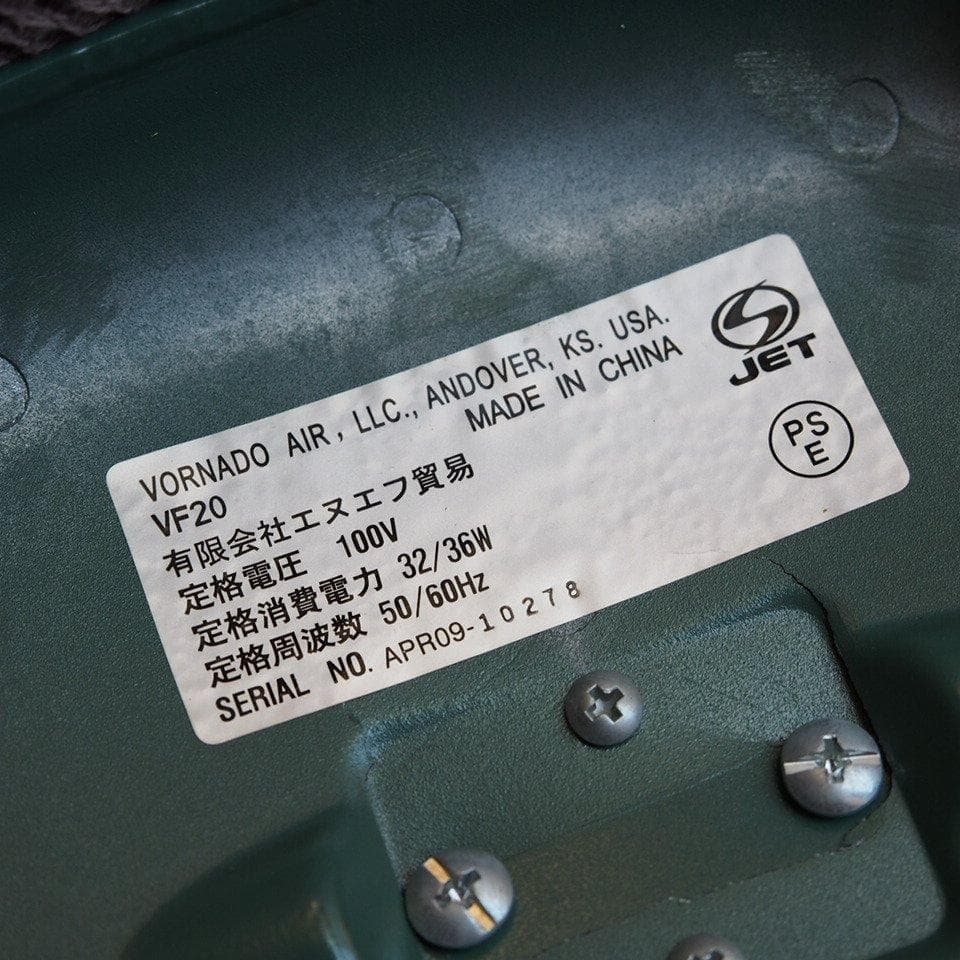 VORNADO AIR, LLC., ANDOVER, KS. USA.
MADE IN CHINA
VF20
有限会社エヌエフ貿易
定格電圧 100V
定格消費電力 32/36W
定格周波数 50/60Hz
SERIAL NO. APR09-10278
JET
PS
E